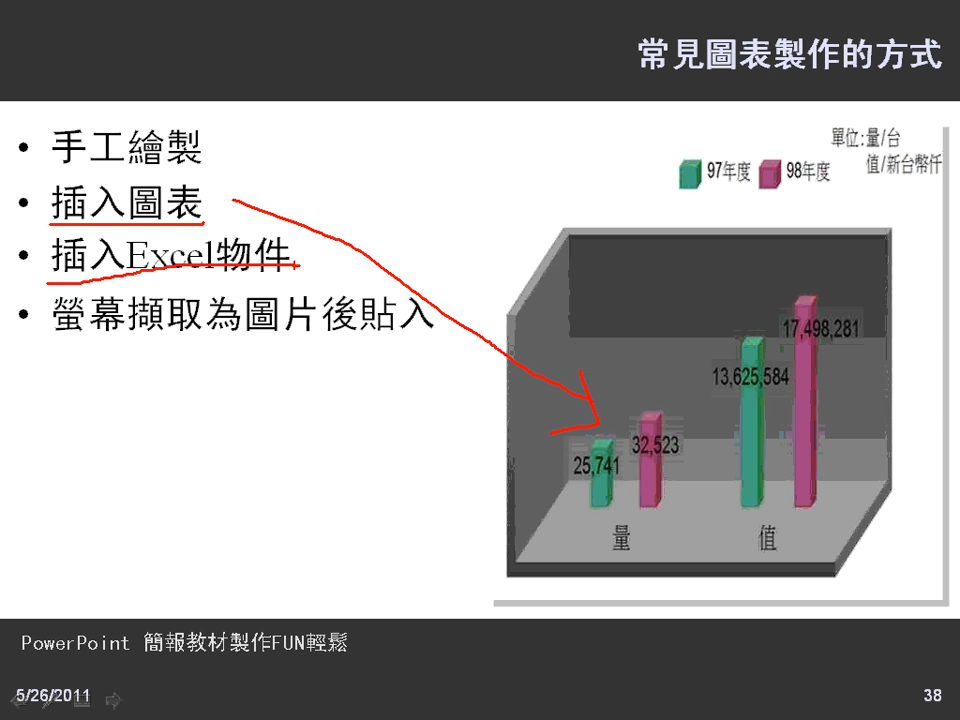 常見圖表製作的方式
• 手工繪製
• 插入圖表
• 插入Excel物件
• 螢幕擷取為圖片後貼入
單位:量/台
值/新台幣仟
97年度 98年度
17,498,281
13,625,584
32,523
25,741
量 值
PowerPoint 簡報教材製作FUN輕鬆
5/26/2011 38